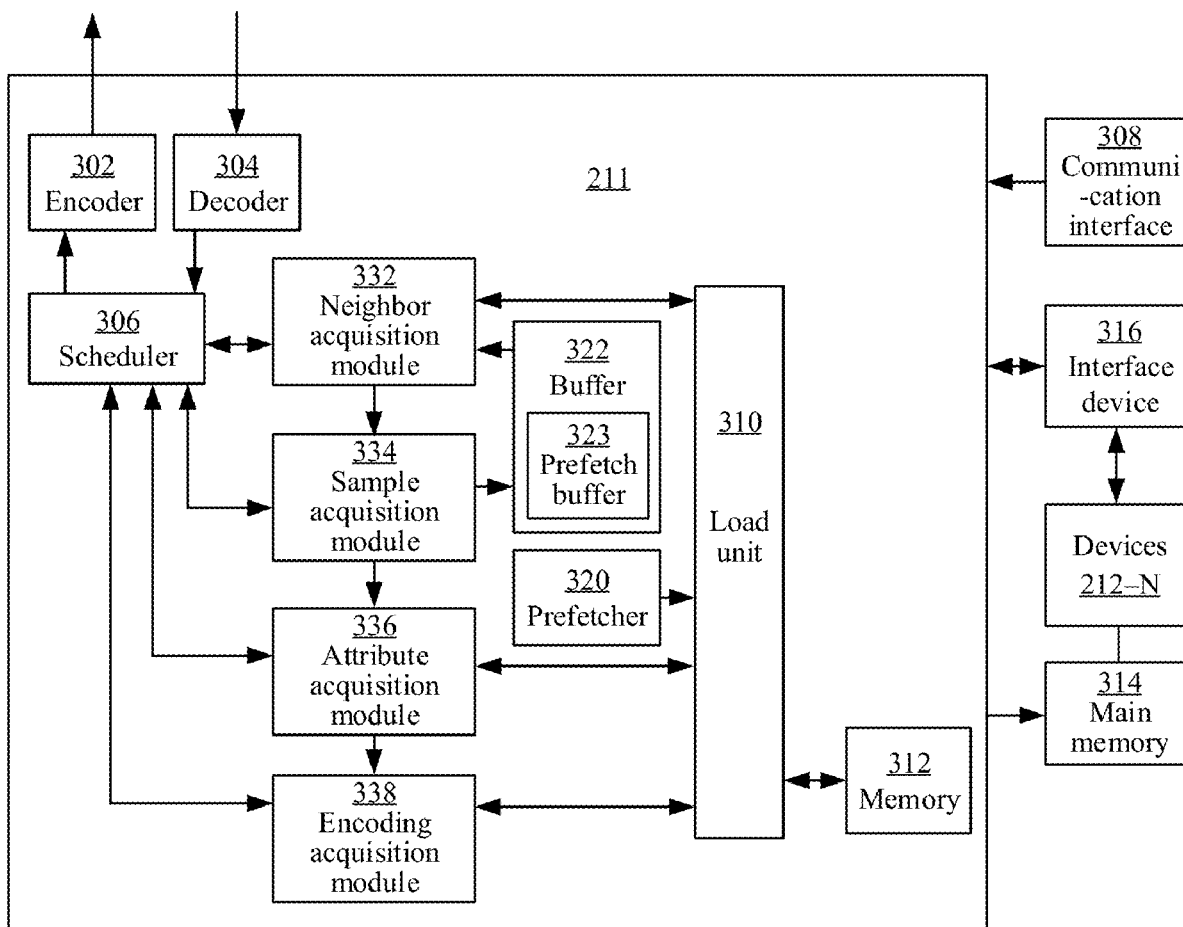 302
Encoder
304
Decoder
211
308
Communi
-cation
interface
306
Scheduler
332
Neighbor
acquisition
module
322
Buffer
323
Prefetch
buffer
310
Load
unit
316
Interface
device
334
Sample
acquisition
module
320
Prefetcher
Devices
212-N
336
Attribute
acquisition
module
314
Main
memory
312
Memory
338
Encoding
acquisition
module